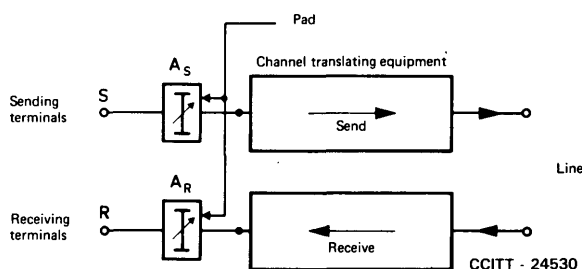 Pad
A_S
Channel translating equipment
Sending
terminals
S
Send
Line
A_R
Receiving
terminals
R
Receive
CCITT - 24530